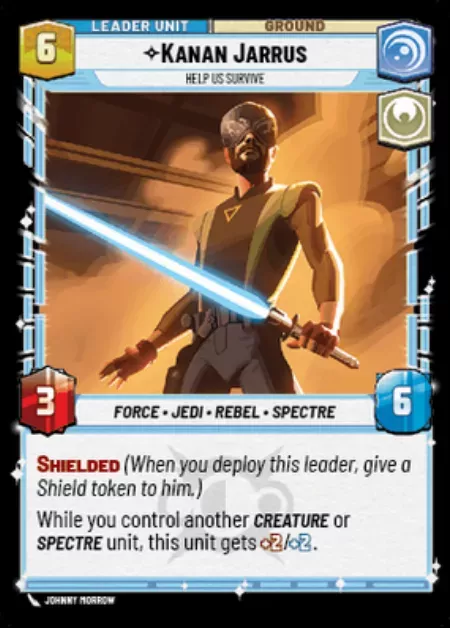 LEADER UNIT
GROUND
6
✧KANAN JARRUS
HELP US SURVIVE
3
FORCE • JEDI • REBEL • SPECTRE
6
SHIELDED (When you deploy this leader, give a
Shield token to him.)
While you control another CREATURE or
SPECTRE unit, this unit gets +2/+2.
JOHNNY MORROW